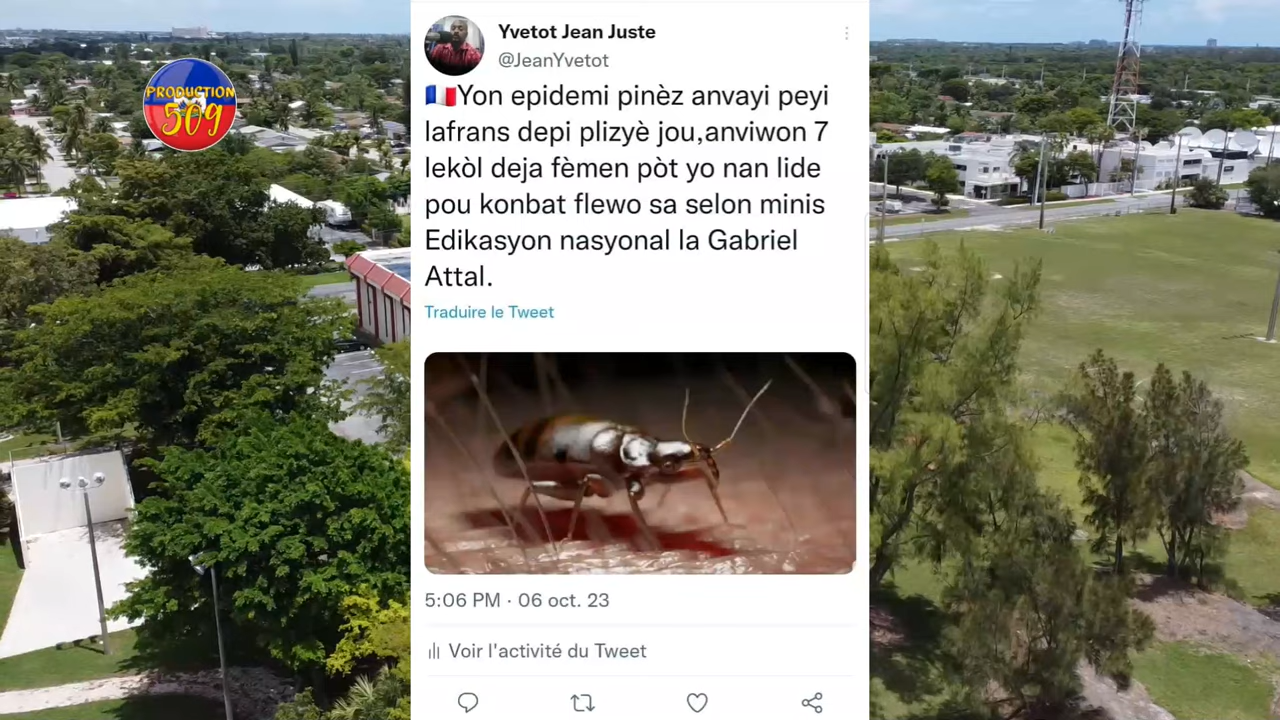 PRODUCTION
509
Yvetot Jean Juste
@JeanYvetot
🇫🇷Yon epidemi pinèz anvayi peyi
lafrans depi plizyè jou,anviwon 7
lekòl deja fèmen pòt yo nan lide
pou konbat flewo sa selon minis
Edikasyon nasyonal la Gabriel
Attal.
Traduire le Tweet
5:06 PM · 06 oct. 23
Voir l'activité du Tweet